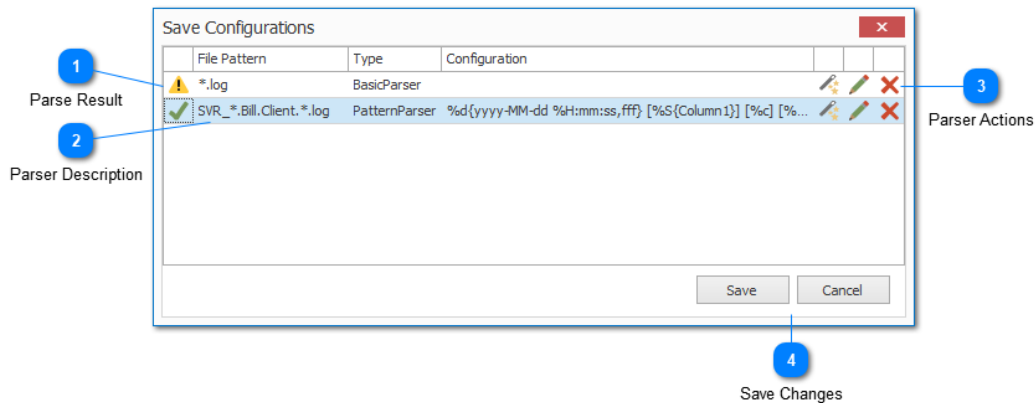 Save Configurations
File Pattern Type Configuration
1
Parse Result
*.log BasicParser
3
Parser Actions
SVR_*.Bill.Client.*.log PatternParser %d{yyyy-MM-dd %H:mm:ss,fff} [%S{Column1}] [%c] [%...
2
Parser Description
Save Cancel
4
Save Changes